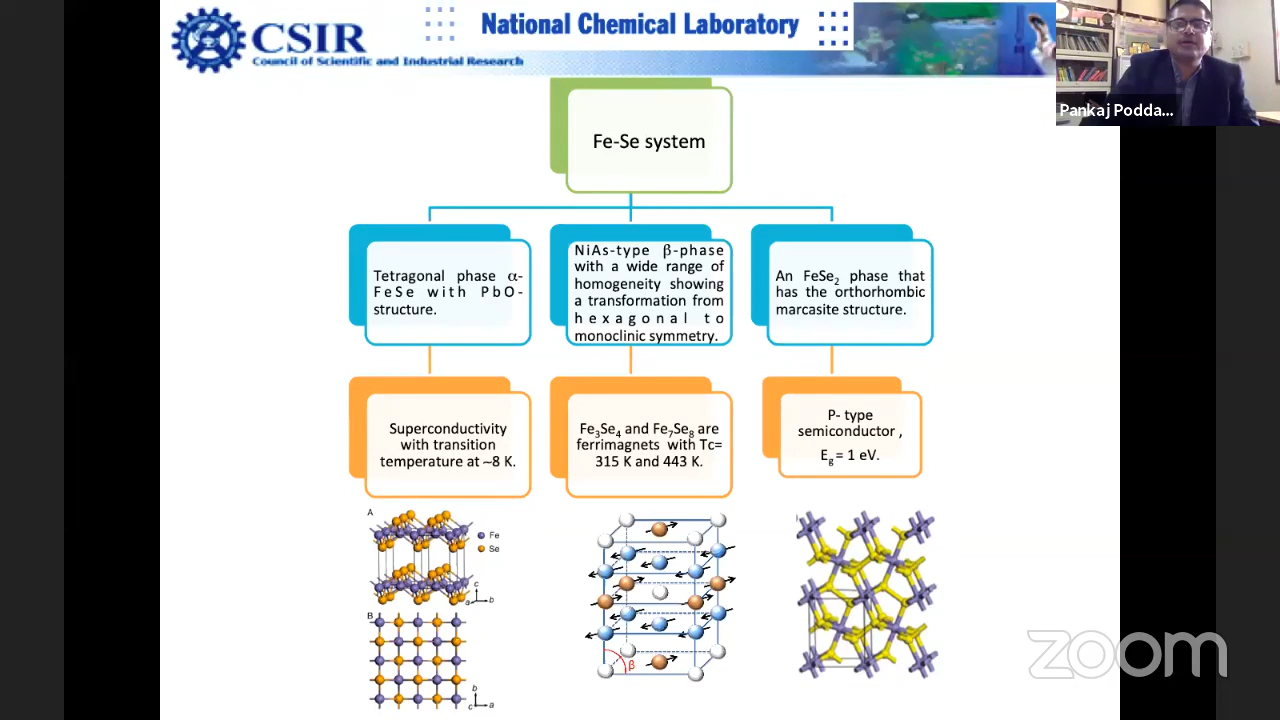 CSIR
Council of Scientific and Industrial Research
National Chemical Laboratory
Pankaj Podda...
Fe-Se system
Tetragonal phase α-
FeSe with PbO-
structure.
NiAs-type β-phase
with a wide range of
homogeneity showing
a transformation from
hexagonal to
monoclinic symmetry.
An FeSe₂ phase that
has the orthorhombic
marcasite structure.
Superconductivity
with transition
temperature at ~8 K.
Fe₃Se₄ and Fe₇Se₈ are
ferrimagnets with Tc=
315 K and 443 K.
P- type
semiconductor ,
E_g = 1 eV.
A
Fe
Se
c
a b
B
b
c a
β
zoom